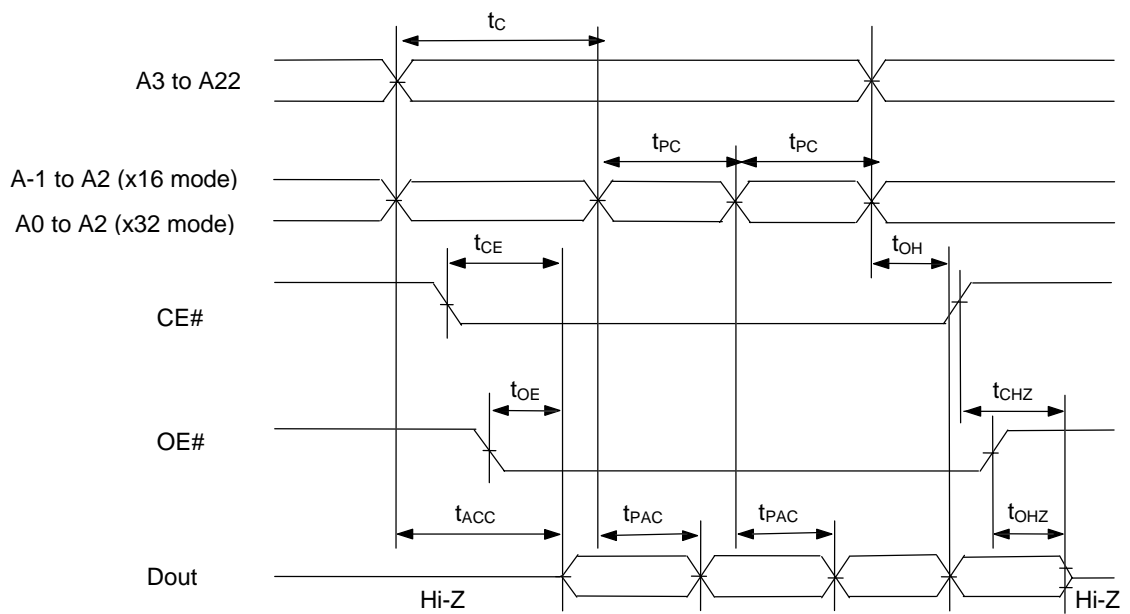 tC
A3 to A22
tPC tPC
A-1 to A2 (x16 mode)
A0 to A2 (x32 mode)
tCE tOH
CE#
tOE tCHZ
OE#
tACC tPAC tPAC tOHZ
Dout
Hi-Z Hi-Z